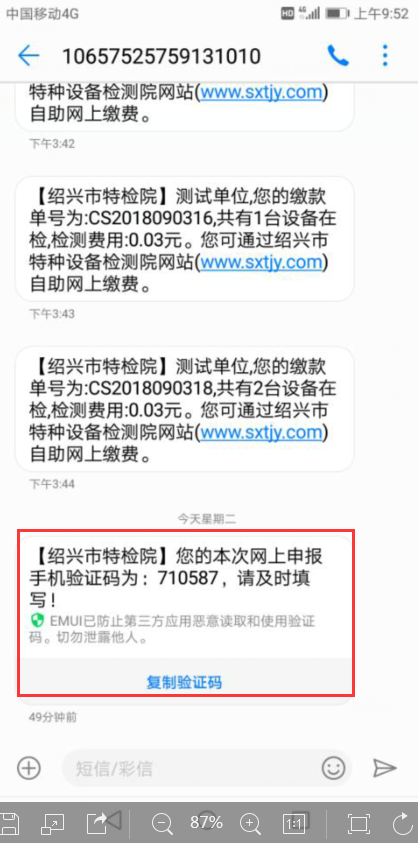 中国移动4G HD 4G 上午9:52
10657525759131010
特种设备检测院网站(www.sxtjy.com)
自助网上缴费。
下午3:42
【绍兴市特检院】测试单位,您的缴款
单号为:CS2018090316,共有1台设备在
检,检测费用:0.03元。您可通过绍兴市
特种设备检测院网站(www.sxtjy.com)
自助网上缴费。
下午3:43
【绍兴市特检院】测试单位,您的缴款
单号为:CS2018090318,共有2台设备在
检,检测费用:0.03元。您可通过绍兴市
特种设备检测院网站(www.sxtjy.com)
自助网上缴费。
下午3:44
今天星期二
【绍兴市特检院】您的本次网上申报
手机验证码为：710587，请及时填
写！
EMUI已防止第三方应用恶意读取和使用验证
码。切勿泄露他人。
复制验证码
49分钟前
短信/彩信
87% 1:1